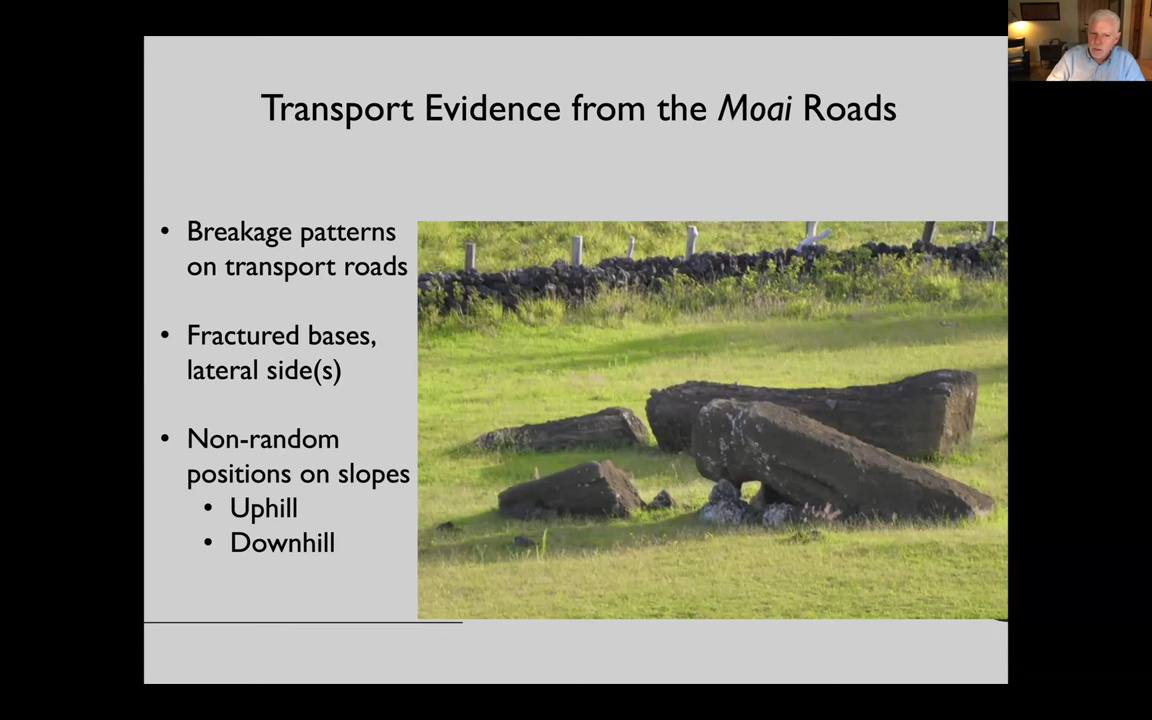 Transport Evidence from the Moai Roads
• Breakage patterns
on transport roads
• Fractured bases,
lateral side(s)
• Non-random
positions on slopes
• Uphill
• Downhill